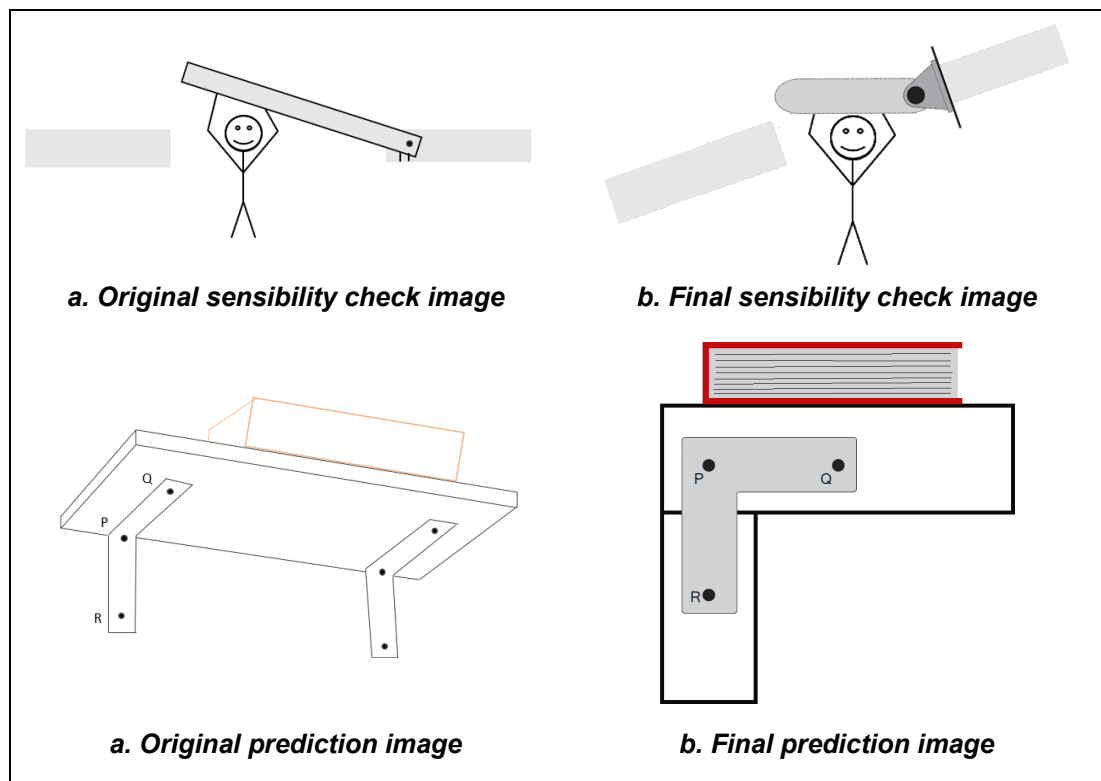 a. Original sensibility check image
b. Final sensibility check image
Q
P
R
P
Q
R
a. Original prediction image
b. Final prediction image